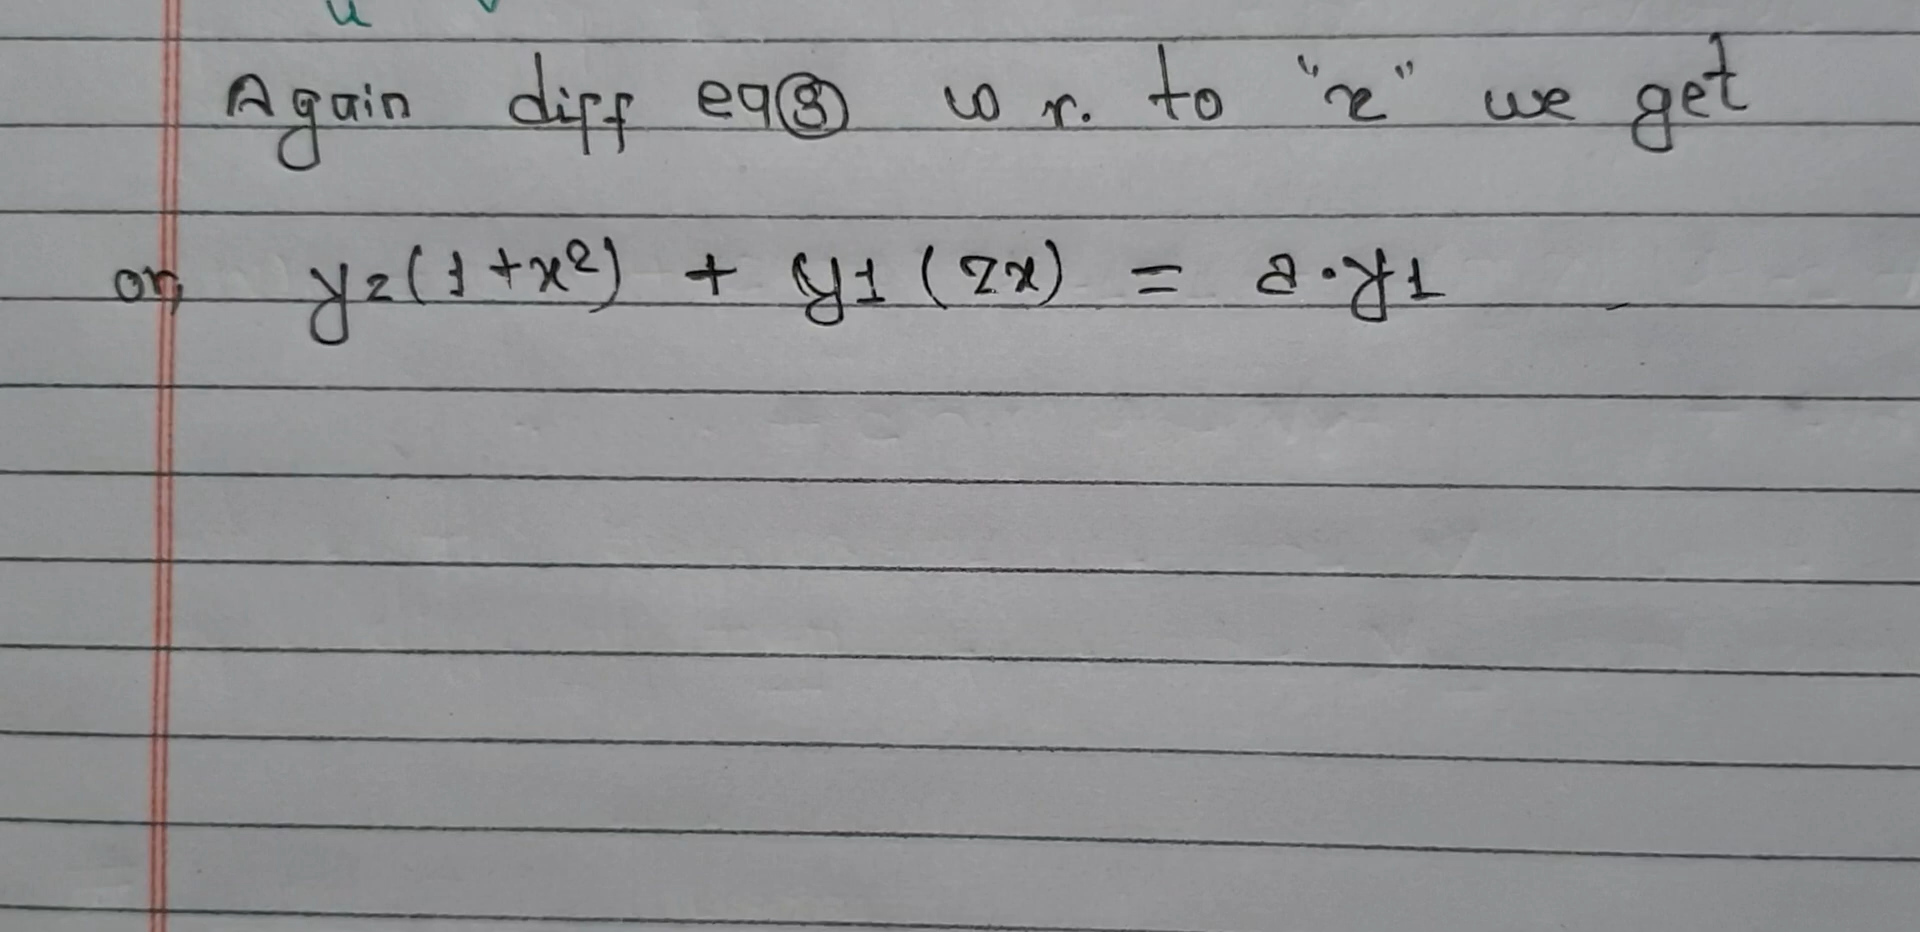 Again diff eq③ w r. to "x" we get
or, y₂(1+x²) + y₁(2x) = a·y₁